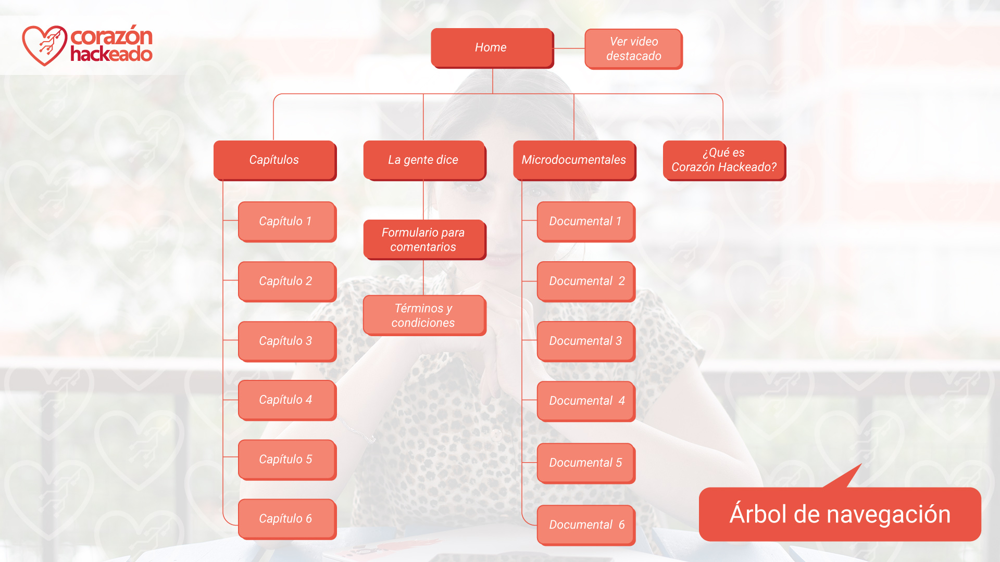 corazón
hackeado
Home
Ver video
destacado
Capítulos
La gente dice
Microdocumentales
¿Qué es
Corazón Hackeado?
Capítulo 1
Capítulo 2
Capítulo 3
Capítulo 4
Capítulo 5
Capítulo 6
Formulario para
comentarios
Términos y
condiciones
Documental 1
Documental 2
Documental 3
Documental 4
Documental 5
Documental 6
Árbol de navegación